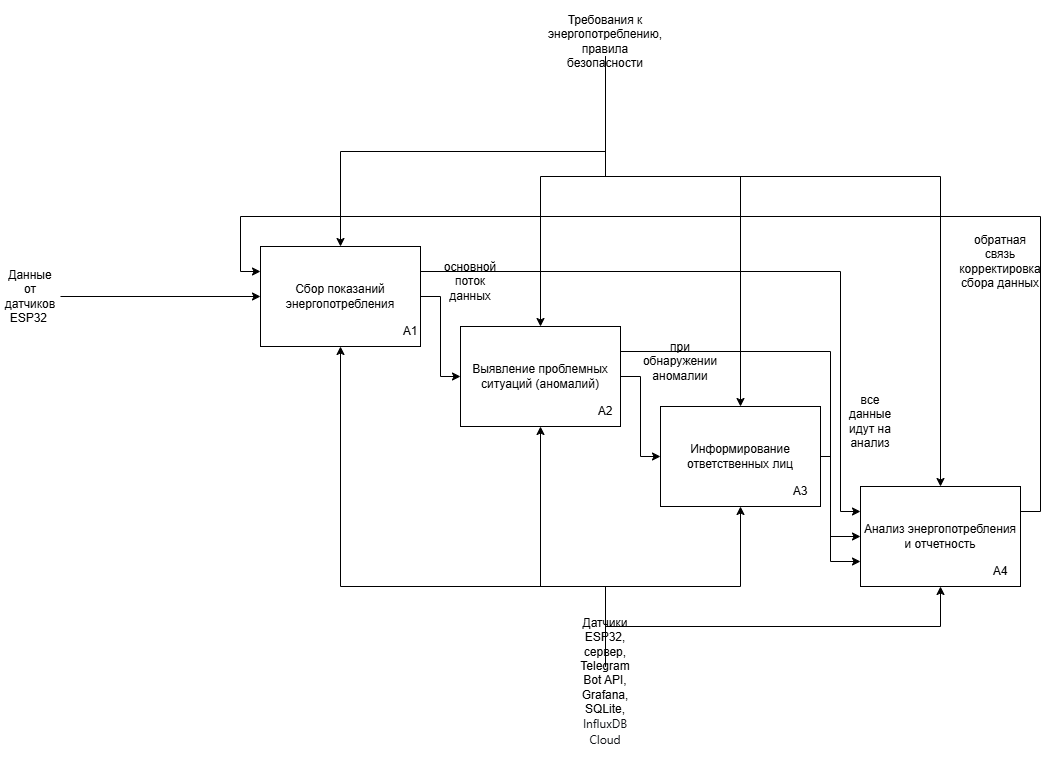 Требования к
энергопотреблению,
правила
безопасности
Данные
от
датчиков
ESP32
Сбор показаний
энергопотребления
A1
основной
поток
данных
обратная
связь
корректировка
сбора данных
Выявление проблемных
ситуаций (аномалий)
A2
при
обнаружении
аномалии
Информирование
ответственных лиц
A3
все
данные
идут на
анализ
Анализ энергопотребления
и отчетность
A4
Датчики
ESP32,
сервер,
Telegram
Bot API,
Grafana,
SQLite,
InfluxDB
Cloud